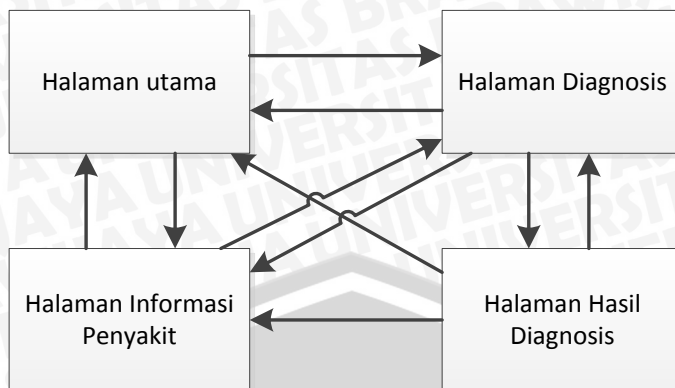 Halaman utama
Halaman Diagnosis
Halaman Informasi
Penyakit
Halaman Hasil
Diagnosis